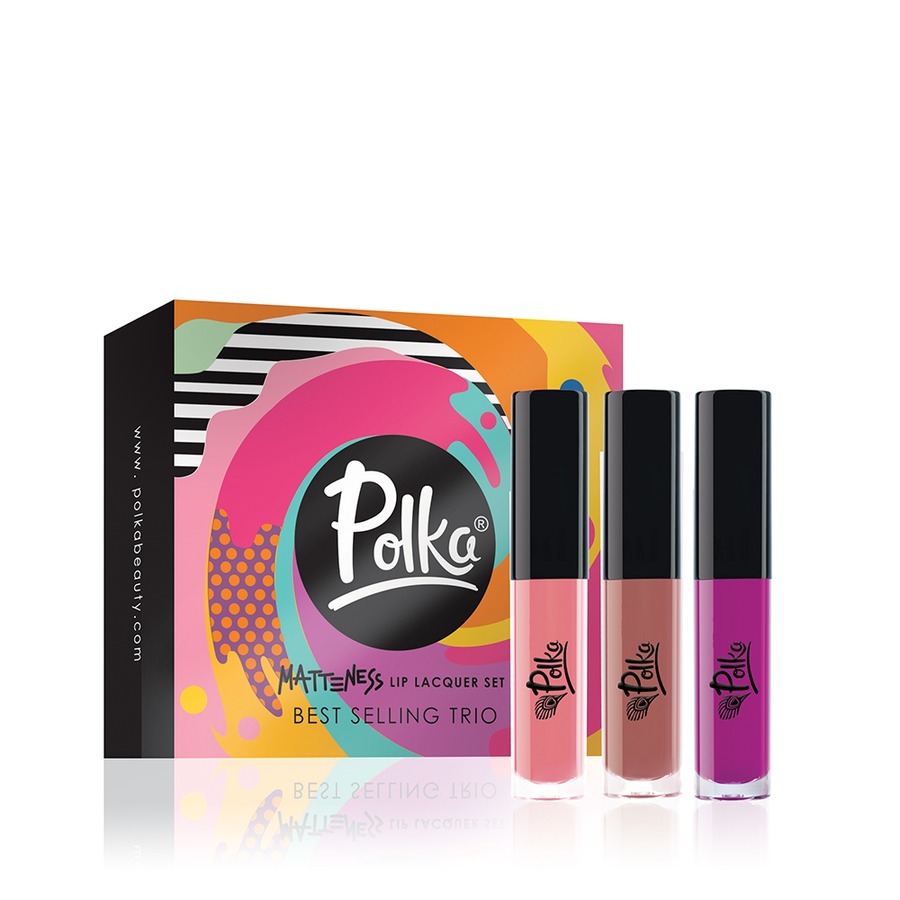 www.polkabeauty.com
Polka®
MATTENESS LIP LACQUER SET
BEST SELLING TRIO
Polka
Polka
Polka